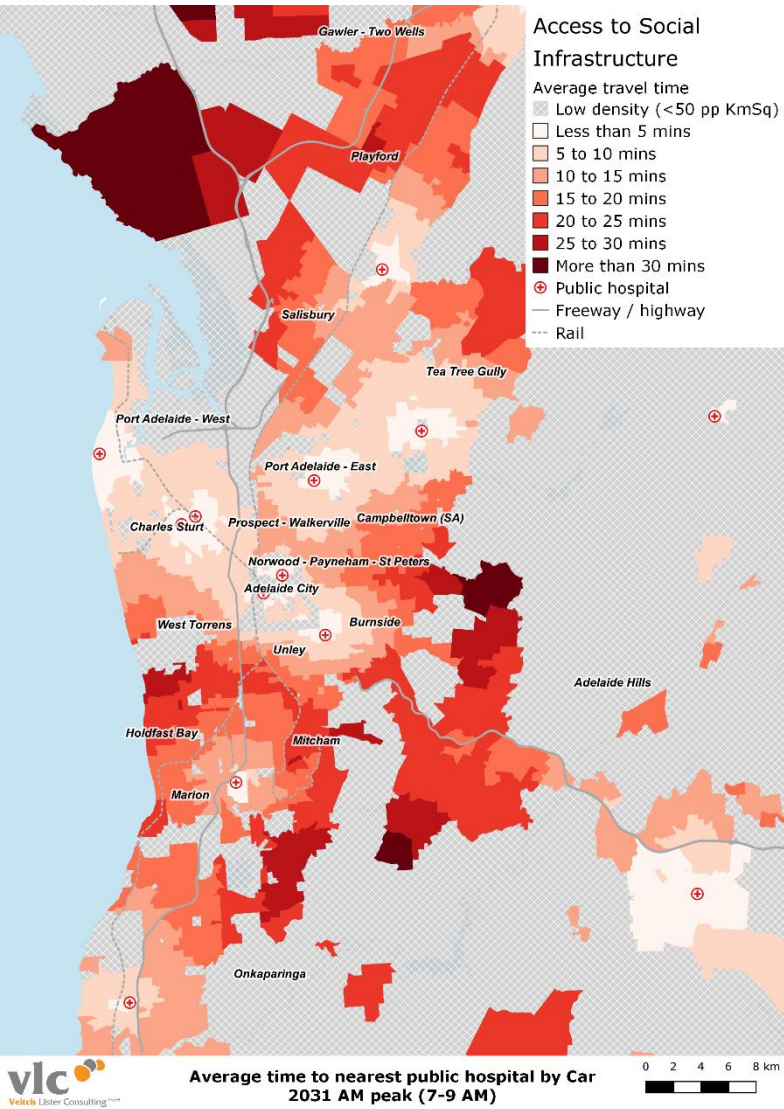 Access to Social
Infrastructure
Average travel time
Low density (<50 pp KmSq)
Less than 5 mins
5 to 10 mins
10 to 15 mins
15 to 20 mins
20 to 25 mins
25 to 30 mins
More than 30 mins
Public hospital
Freeway / highway
Rail
Gawler - Two Wells
Playford
Salisbury
Tea Tree Gully
Port Adelaide - West
Port Adelaide - East
Charles Sturt
Prospect - Walkerville
Campbelltown (SA)
Norwood - Payneham - St Peters
Adelaide City
West Torrens
Burnside
Unley
Adelaide Hills
Holdfast Bay
Mitcham
Marion
Onkaparinga
vlc
Veitch Lister Consulting
Average time to nearest public hospital by Car
2031 AM peak (7-9 AM)
0 2 4 6 8 km